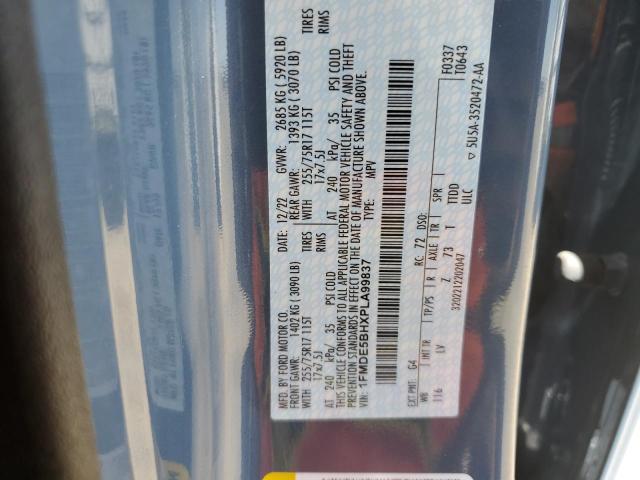 MFD. BY FORD MOTOR CO.
DATE: 12/22 GVWR: 2685 KG ( 5920 LB)
FRONT GAWR: 1402 KG ( 3090 LB) REAR GAWR: 1393 KG ( 3070 LB)
WITH 255/75R17 115T TIRES WITH 255/75R17 115T TIRES
17x7.5J RIMS 17x7.5J RIMS
AT 240 kPa/ 35 PSI COLD AT 240 kPa/ 35 PSI COLD
THIS VEHICLE CONFORMS TO ALL APPLICABLE FEDERAL MOTOR VEHICLE SAFETY AND THEFT
PREVENTION STANDARDS IN EFFECT ON THE DATE OF MANUFACTURE SHOWN ABOVE.
VIN: 1FMDE5BHXPLA99837
TYPE: MPV
F0337
T0643
EXT PNT: G4 RC: 72 DSO:
WB INT TR TP/PS R AXLE TR SPR
116 LV Z 73 T TTDD
ULC
3202212202047
5U5A-3520472-AA